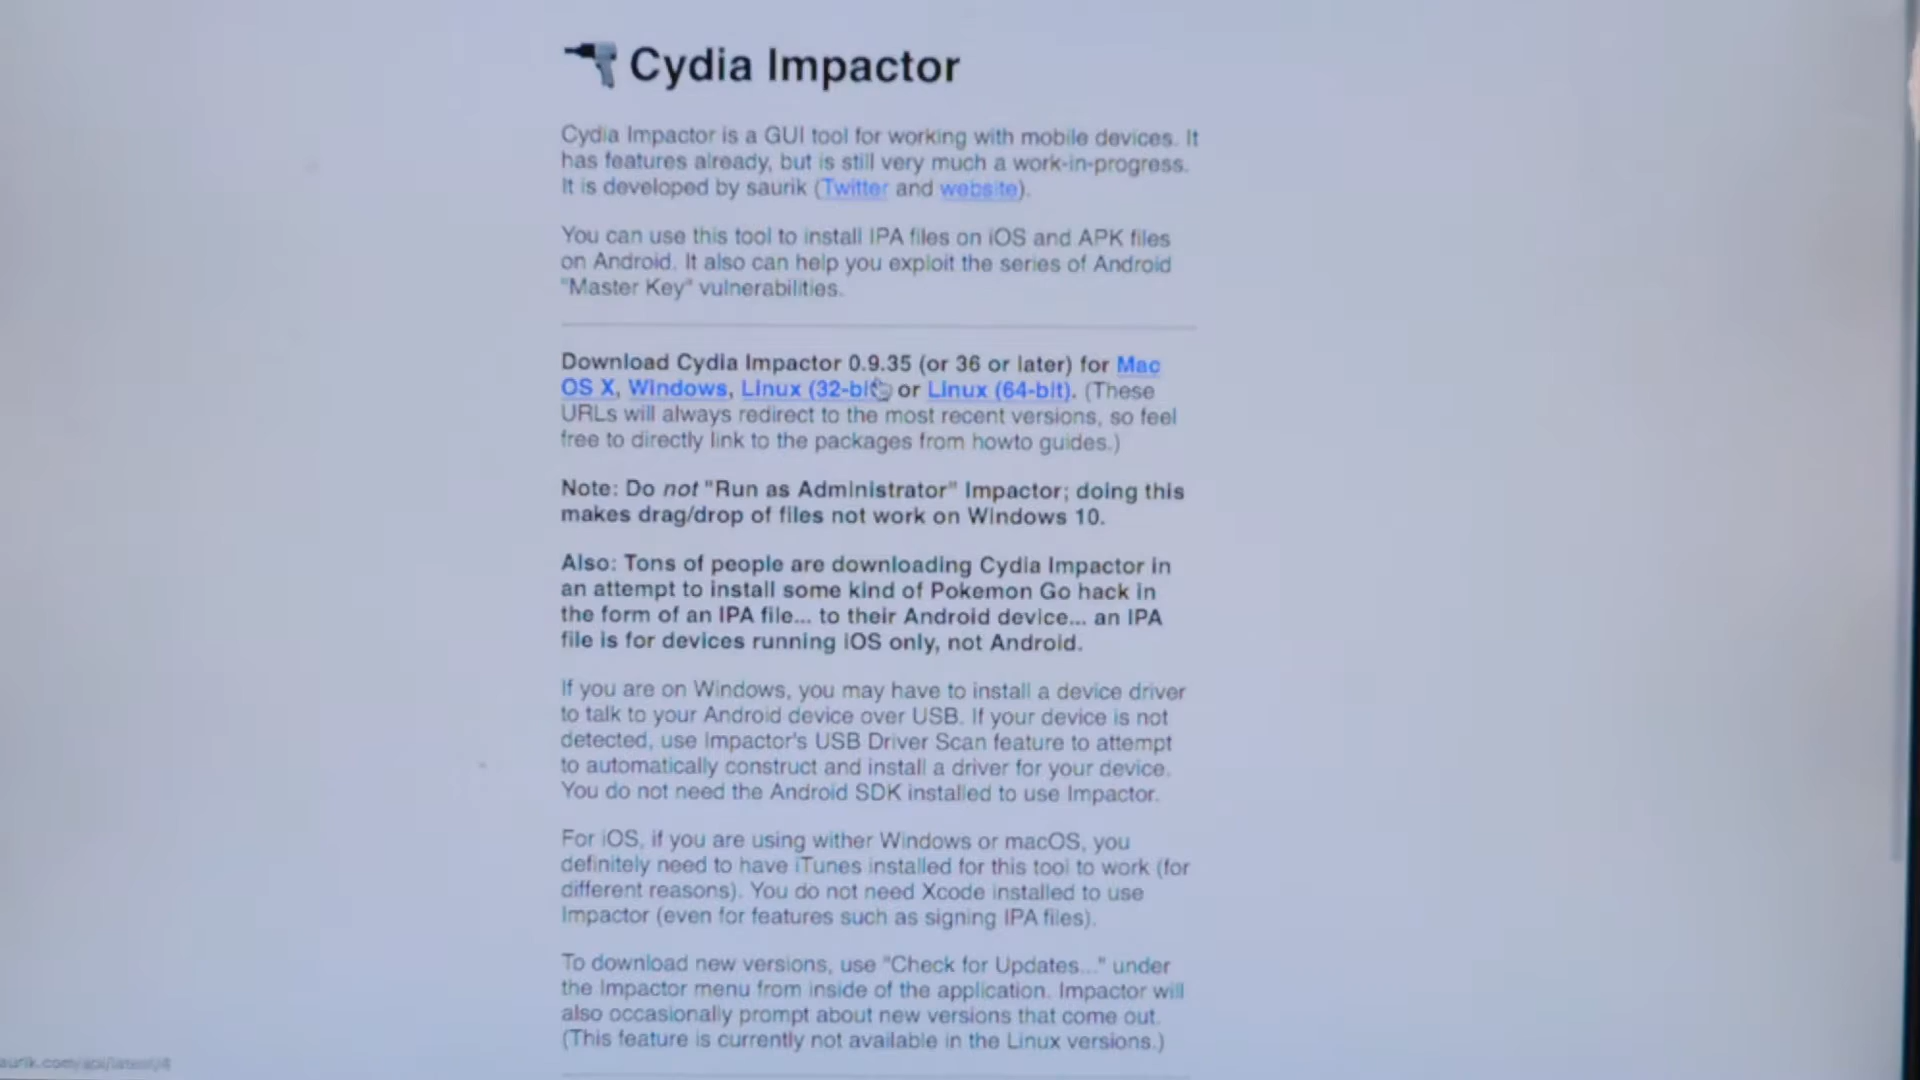 Cydia Impactor
Cydia Impactor is a GUI tool for working with mobile devices. It
has features already, but is still very much a work-in-progress.
It is developed by saurik (Twitter and website).
You can use this tool to install IPA files on iOS and APK files
on Android. It also can help you exploit the series of Android
"Master Key" vulnerabilities.
Download Cydia Impactor 0.9.35 (or 36 or later) for Mac
OS X, Windows, Linux (32-bit) or Linux (64-bit). (These
URLs will always redirect to the most recent versions, so feel
free to directly link to the packages from howto guides.)
Note: Do not "Run as Administrator" Impactor; doing this
makes drag/drop of files not work on Windows 10.
Also: Tons of people are downloading Cydia Impactor in
an attempt to install some kind of Pokemon Go hack in
the form of an IPA file... to their Android device... an IPA
file is for devices running iOS only, not Android.
If you are on Windows, you may have to install a device driver
to talk to your Android device over USB. If your device is not
detected, use Impactor's USB Driver Scan feature to attempt
to automatically construct and install a driver for your device.
You do not need the Android SDK installed to use Impactor.
For iOS, if you are using wither Windows or macOS, you
definitely need to have iTunes installed for this tool to work (for
different reasons). You do not need Xcode installed to use
Impactor (even for features such as signing IPA files).
To download new versions, use "Check for Updates..." under
the Impactor menu from inside of the application. Impactor will
also occasionally prompt about new versions that come out.
(This feature is currently not available in the Linux versions.)